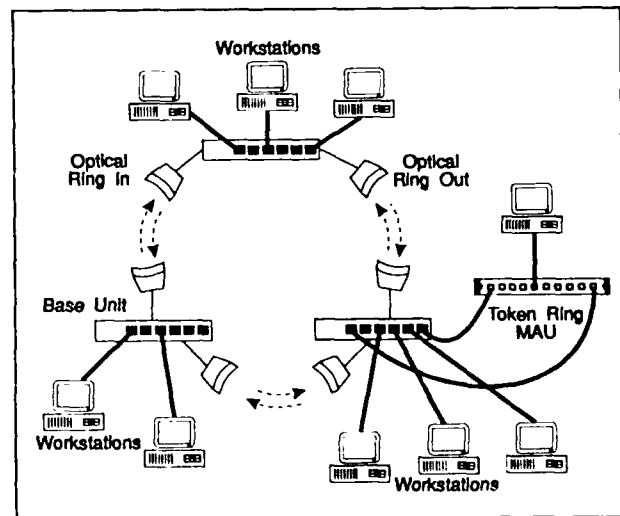 Workstations
Optical
Ring In
Optical
Ring Out
Base Unit
Token Ring
MAU
Workstations
Workstations